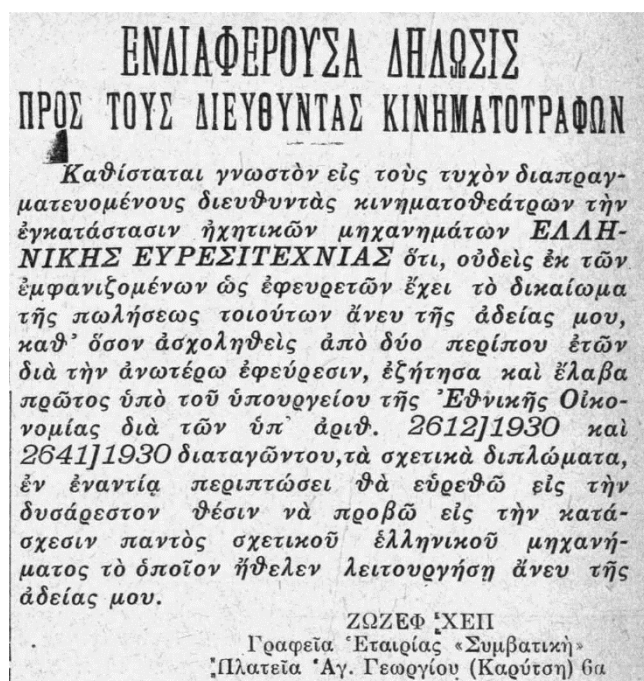 ΕΝΔΙΑΦΕΡΟΥΣΑ ΔΗΛΩΣΙΣ
ΠΡΟΣ ΤΟΥΣ ΔΙΕΥΘΥΝΤΑΣ ΚΙΝΗΜΑΤΟΤΡΑΦΩΝ
Καθίσταται γνωστὸν εἰς τοὺς τυχὸν διαπραγ-
ματευομένους διευθυντὰς κινηματοθεάτρων τὴν
ἐγκατάστασιν ἠχητικῶν μηχανημάτων ΕΛΛΗ-
ΝΙΚΗΣ ΕΥΡΕΣΙΤΕΧΝΙΑΣ ὅτι, οὐδεὶς ἐκ τῶν
ἐμφανιζομένων ὡς ἐφευρετῶν ἔχει τὸ δικαίωμα
τῆς πωλήσεως τοιούτων ἄνευ τῆς ἀδείας μου,
καθ' ὅσον ἀσχοληθεὶς ἀπὸ δύο περίπου ἐτῶν
διὰ τὴν ἀνωτέρω ἐφεύρεσιν, ἐζήτησα καὶ ἔλαβα
πρῶτος ὑπὸ τοῦ ὑπουργείου τῆς Ἐθνικῆς Οἰκο-
νομίας διὰ τῶν ὑπ' ἀριθ. 2612]1930 καὶ
2641]1930 διαταγῶντου,τὰ σχετικὰ διπλώματα,
ἐν ἐναντίᾳ περιπτώσει θὰ εὑρεθῶ εἰς τὴν
δυσάρεστον θέσιν νὰ προβῶ εἰς τὴν κατά-
σχεσιν παντὸς σχετικοῦ ἑλληνικοῦ μηχανή-
ματος τὸ ὁποῖον ἤθελεν λειτουργήσῃ ἄνευ τῆς
ἀδείας μου.
ΖΩΖΕΦ ΧΕΠ
Γραφεῖα Ἑταιρίας «Συμβατικὴ»
Πλατεῖα Ἁγ. Γεωργίου (Καρύτση) 6α